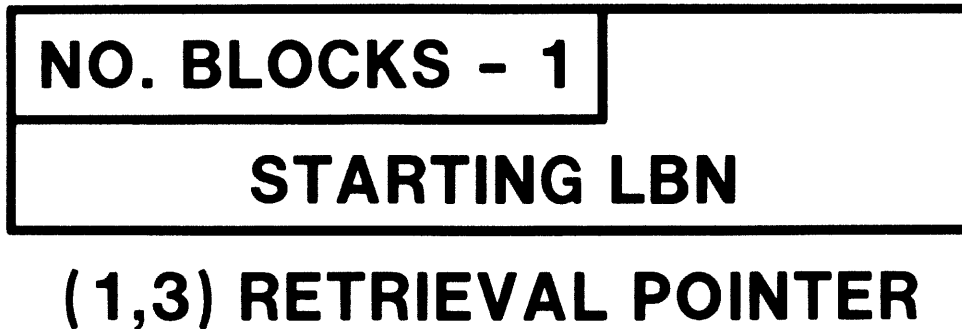 NO. BLOCKS - 1
STARTING LBN
(1,3) RETRIEVAL POINTER